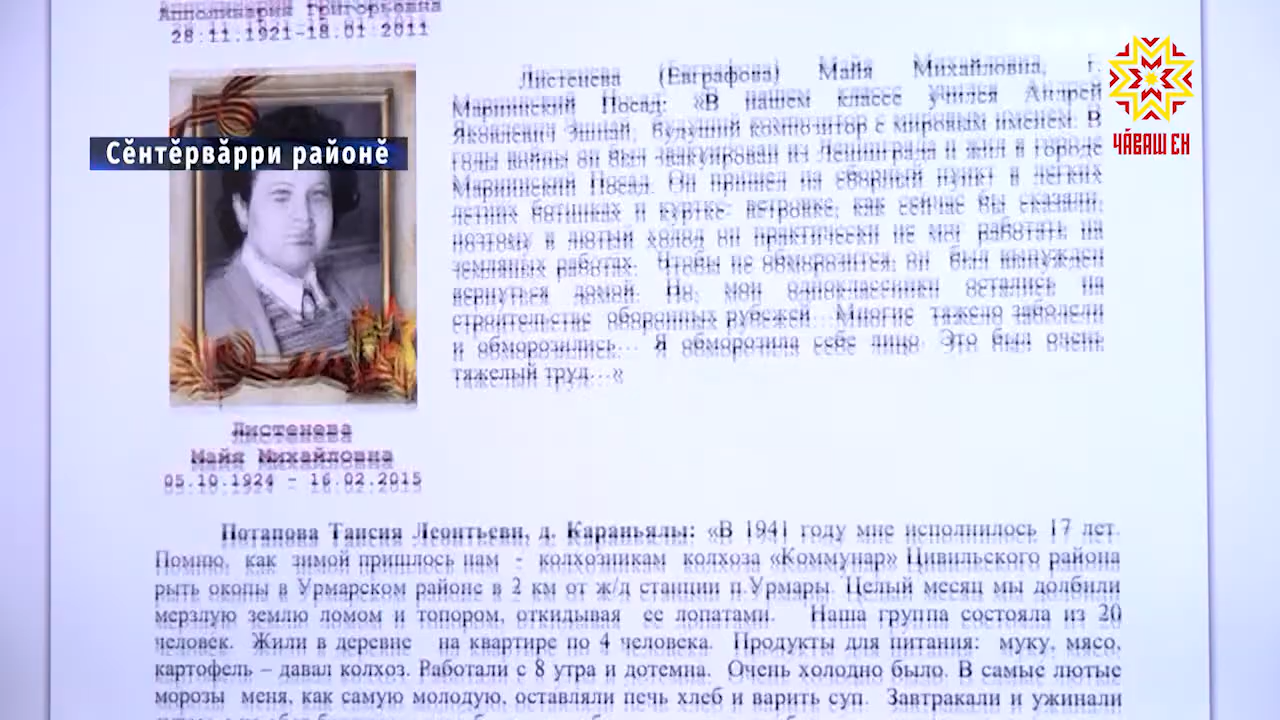 Апполинария Григорьевна
28.11.1921-18.01 2011
ЧӐВАШ ЕН
Сӗнтӗрвӑрри районӗ
Листенева (Евграфова) Майя Михайловна, г.
Мариинский Посад: «В нашем классе учился Андрей
Яковлевич Эшпай, будущий композитор с мировым именем. В
годы войны он был эвакуирован из Ленинграда и жил в городе
Мариинский Посад. Он пришел на сборный пункт в легких
летних ботинках и куртке- ветровке, как сейчас бы сказали,
поэтому в лютый холод он практически не мог работать на
земляных работах. Чтобы не обморозится, он был вынужден
вернуться домой. Но, мои одноклассники остались на
строительстве оборонных рубежей…Многие тяжело заболели
и обморозились… Я обморозила себе лицо. Это был очень
тяжелый труд…»
Листенева
Майя Михайловна
05.10.1924 - 16.02.2015
Потапова Таисия Леонтьевн, д. Караньялы: «В 1941 году мне исполнилось 17 лет.
Помню, как зимой пришлось нам - колхозникам колхоза «Коммунар» Цивильского района
рыть окопы в Урмарском районе в 2 км от ж/д станции п.Урмары. Целый месяц мы долбили
мерзлую землю ломом и топором, откидывая ее лопатами. Наша группа состояла из 20
человек. Жили в деревне на квартире по 4 человека. Продукты для питания: муку, мясо,
картофель – давал колхоз. Работали с 8 утра и дотемна. Очень холодно было. В самые лютые
морозы меня, как самую молодую, оставляли печь хлеб и варить суп. Завтракали и ужинали